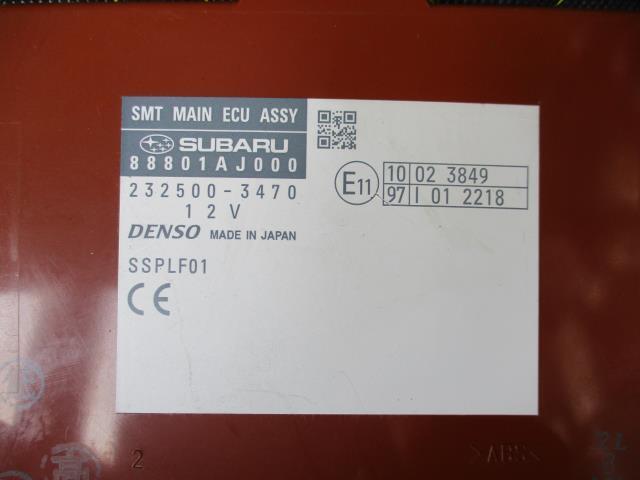 SMT MAIN ECU ASSY
SUBARU
88801AJ000
232500-3470
12V
DENSO MADE IN JAPAN
SSPLF01
CE
E11
10 02 3849
97 I 01 2218
2
>ABS<